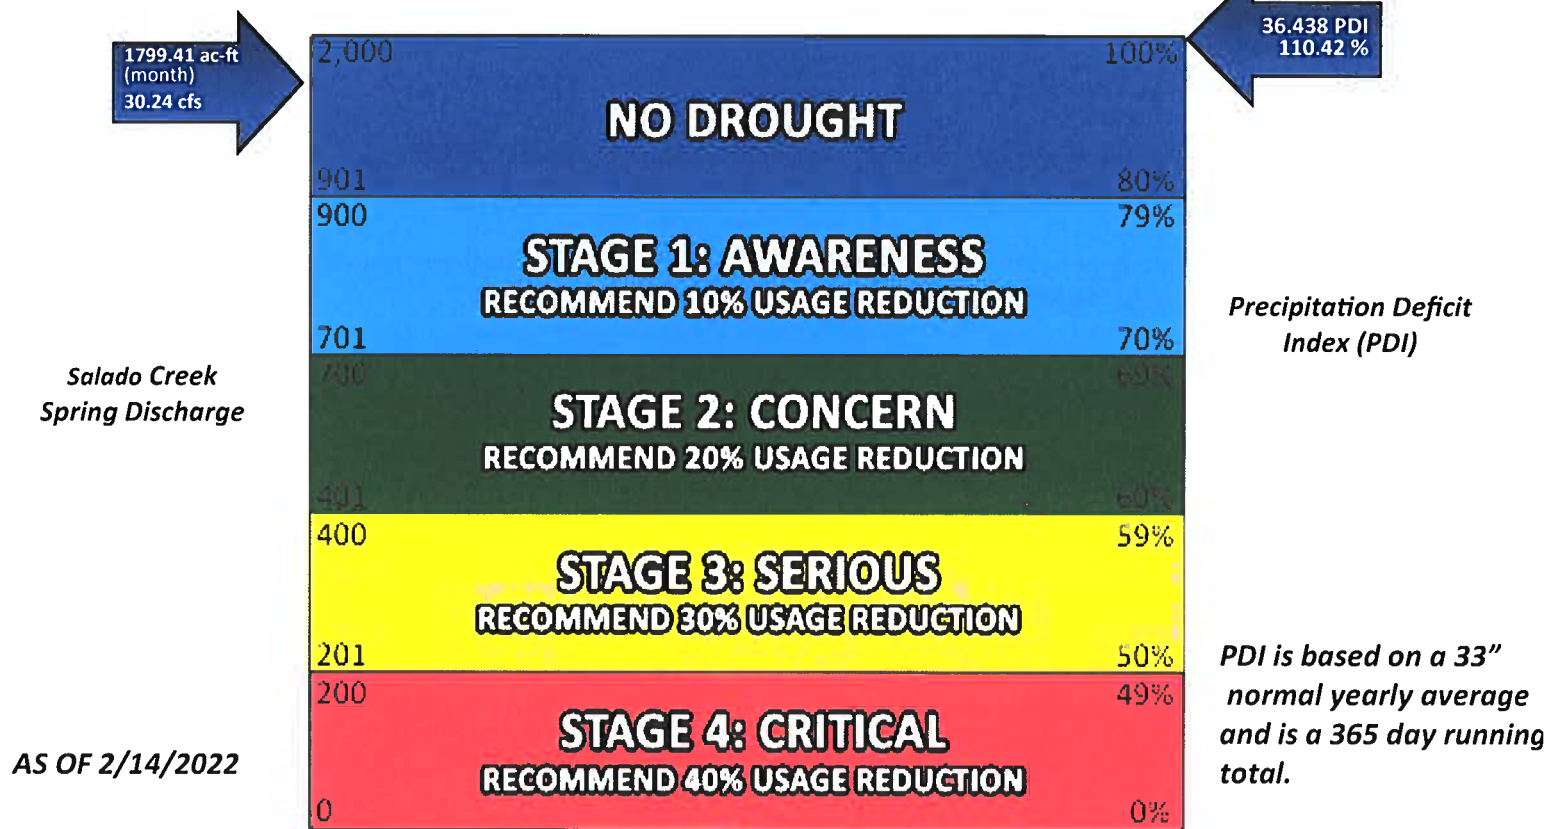 1799.41 ac-ft
(month)
30.24 cfs
36.438 PDI
110.42 %
2,000
100%
NO DROUGHT
901
80%
900
79%
STAGE 1: AWARENESS
RECOMMEND 10% USAGE REDUCTION
701
70%
Precipitation Deficit
Index (PDI)
Salado Creek
Spring Discharge
700
69%
STAGE 2: CONCERN
RECOMMEND 20% USAGE REDUCTION
401
60%
400
59%
STAGE 3: SERIOUS
RECOMMEND 30% USAGE REDUCTION
201
50%
200
49%
STAGE 4: CRITICAL
RECOMMEND 40% USAGE REDUCTION
0
0%
PDI is based on a 33”
normal yearly average
and is a 365 day running
total.
AS OF 2/14/2022